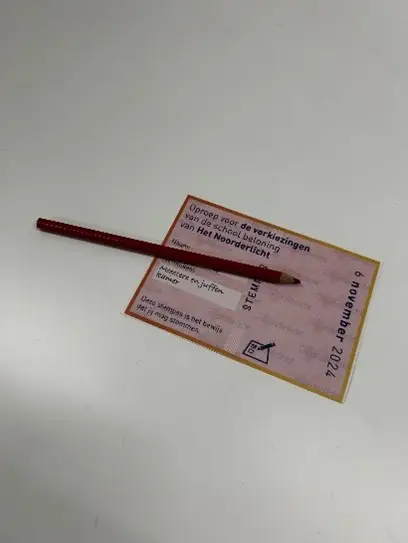 Oproep voor de verkiezingen
van de school beloning
van Het Noorderlicht
Naam:
Meesters en juffen
kamer
Deze stempas is het bewijs
dat je mag stemmen.
STEM
6 november 2024